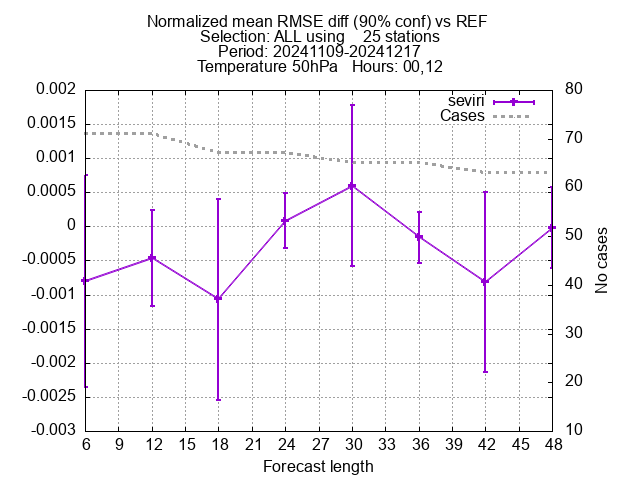 Normalized mean RMSE diff (90% conf) vs REF
Selection: ALL using    25 stations
Period: 20241109-20241217
Temperature 50hPa   Hours: 00,12
seviri
Cases
0.002
0.0015
0.001
0.0005
0
-0.0005
-0.001
-0.0015
-0.002
-0.0025
-0.003
80
70
60
50
40
30
20
10
No cases
6 9 12 15 18 21 24 27 30 33 36 39 42 45 48
Forecast length